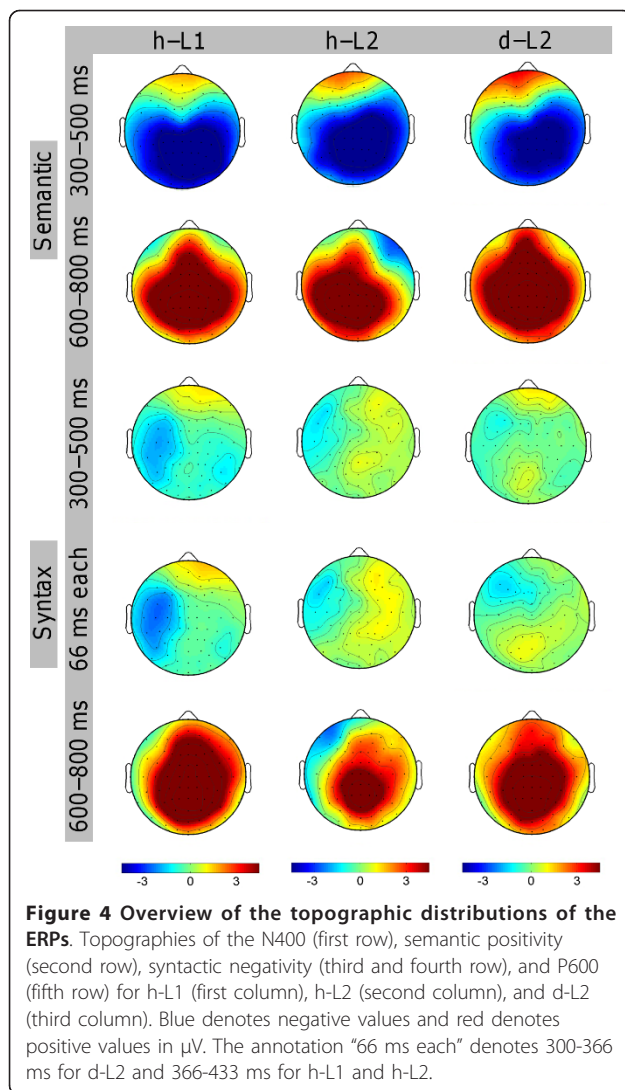 h-L1 h-L2 d-L2
Semantic
300-500 ms
600-800 ms
Syntax
300-500 ms
66 ms each
600-800 ms
-3 0 3 -3 0 3 -3 0 3
Figure 4 Overview of the topographic distributions of the
ERPs. Topographies of the N400 (first row), semantic positivity
(second row), syntactic negativity (third and fourth row), and P600
(fifth row) for h-L1 (first column), h-L2 (second column), and d-L2
(third column). Blue denotes negative values and red denotes
positive values in µV. The annotation “66 ms each” denotes 300-366
ms for d-L2 and 366-433 ms for h-L1 and h-L2.